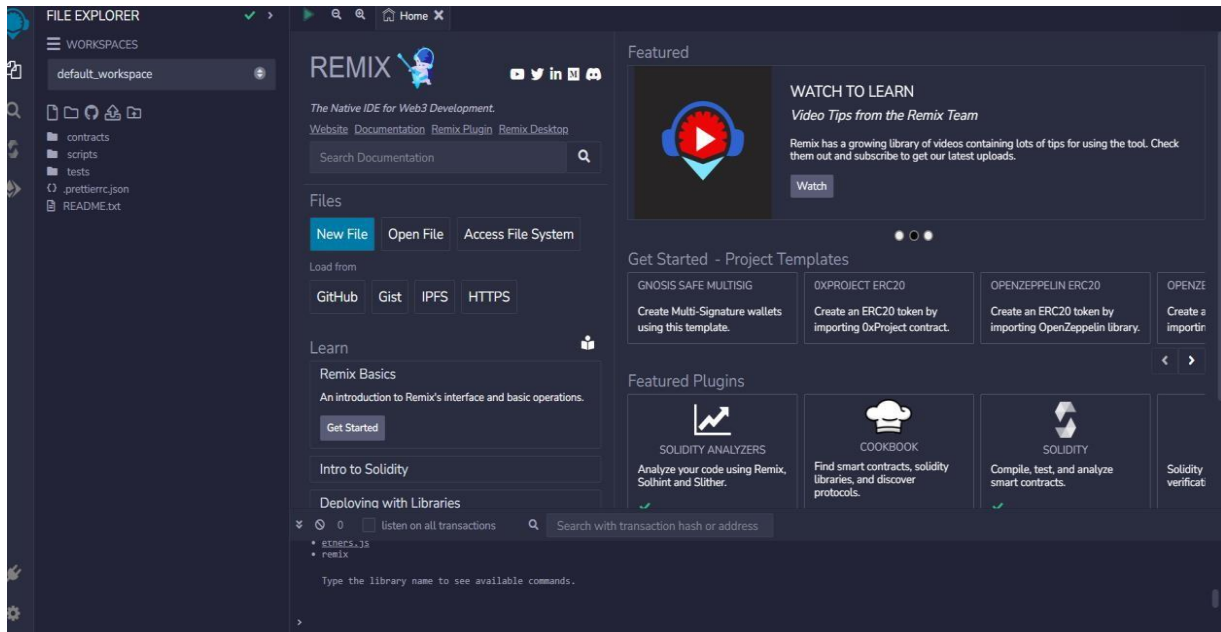 FILE EXPLORER
WORKSPACES
default_workspace
contracts
scripts
tests
.prettierrc.json
README.txt
Home
REMIX
The Native IDE for Web3 Development.
Website Documentation Remix Plugin Remix Desktop
Search Documentation
Files
New File Open File Access File System
Load from
GitHub Gist IPFS HTTPS
Learn
Remix Basics
An introduction to Remix's interface and basic operations.
Get Started
Intro to Solidity
Deploying with Libraries
Featured
WATCH TO LEARN
Video Tips from the Remix Team
Remix has a growing library of videos containing lots of tips for using the tool. Check
them out and subscribe to get our latest uploads.
Watch
Get Started - Project Templates
GNOSIS SAFE MULTISIG
Create Multi-Signature wallets
using this template.
0XPROJECT ERC20
Create an ERC20 token by
importing 0xProject contract.
OPENZEPPELIN ERC20
Create an ERC20 token by
importing OpenZeppelin library.
OPENZE
Create a
importin
Featured Plugins
SOLIDITY ANALYZERS
Analyze your code using Remix,
Solhint and Slither.
COOKBOOK
Find smart contracts, solidity
libraries, and discover
protocols.
SOLIDITY
Compile, test, and analyze
smart contracts.
Solidity
verificati
0 listen on all transactions Search with transaction hash or address
• ethers.js
• remix
Type the library name to see available commands.
>